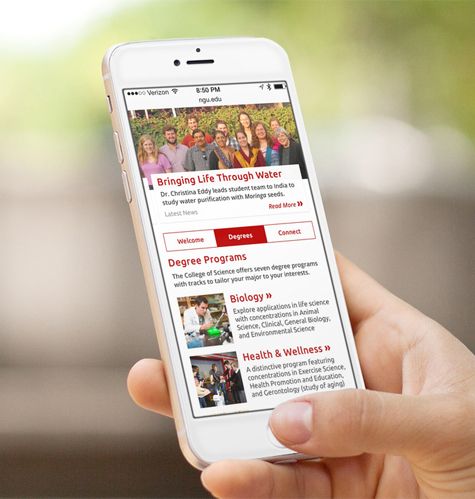 Verizon 8:50 PM
ngu.edu
Bringing Life Through Water
Dr. Christina Eddy leads student team to India to
study water purification with Moringa seeds.
Latest News Read More »
Welcome Degrees Connect
Degree Programs
The College of Science offers seven degree programs
with tracks to tailor your major to your interests.
Biology »
Explore applications in life science
with concentrations in Animal
Science, Clinical, General Biology,
and Environmental Science
Health & Wellness »
A distinctive program featuring
concentrations in Exercise Science,
Health Promotion and Education,
and Gerontology (study of aging)